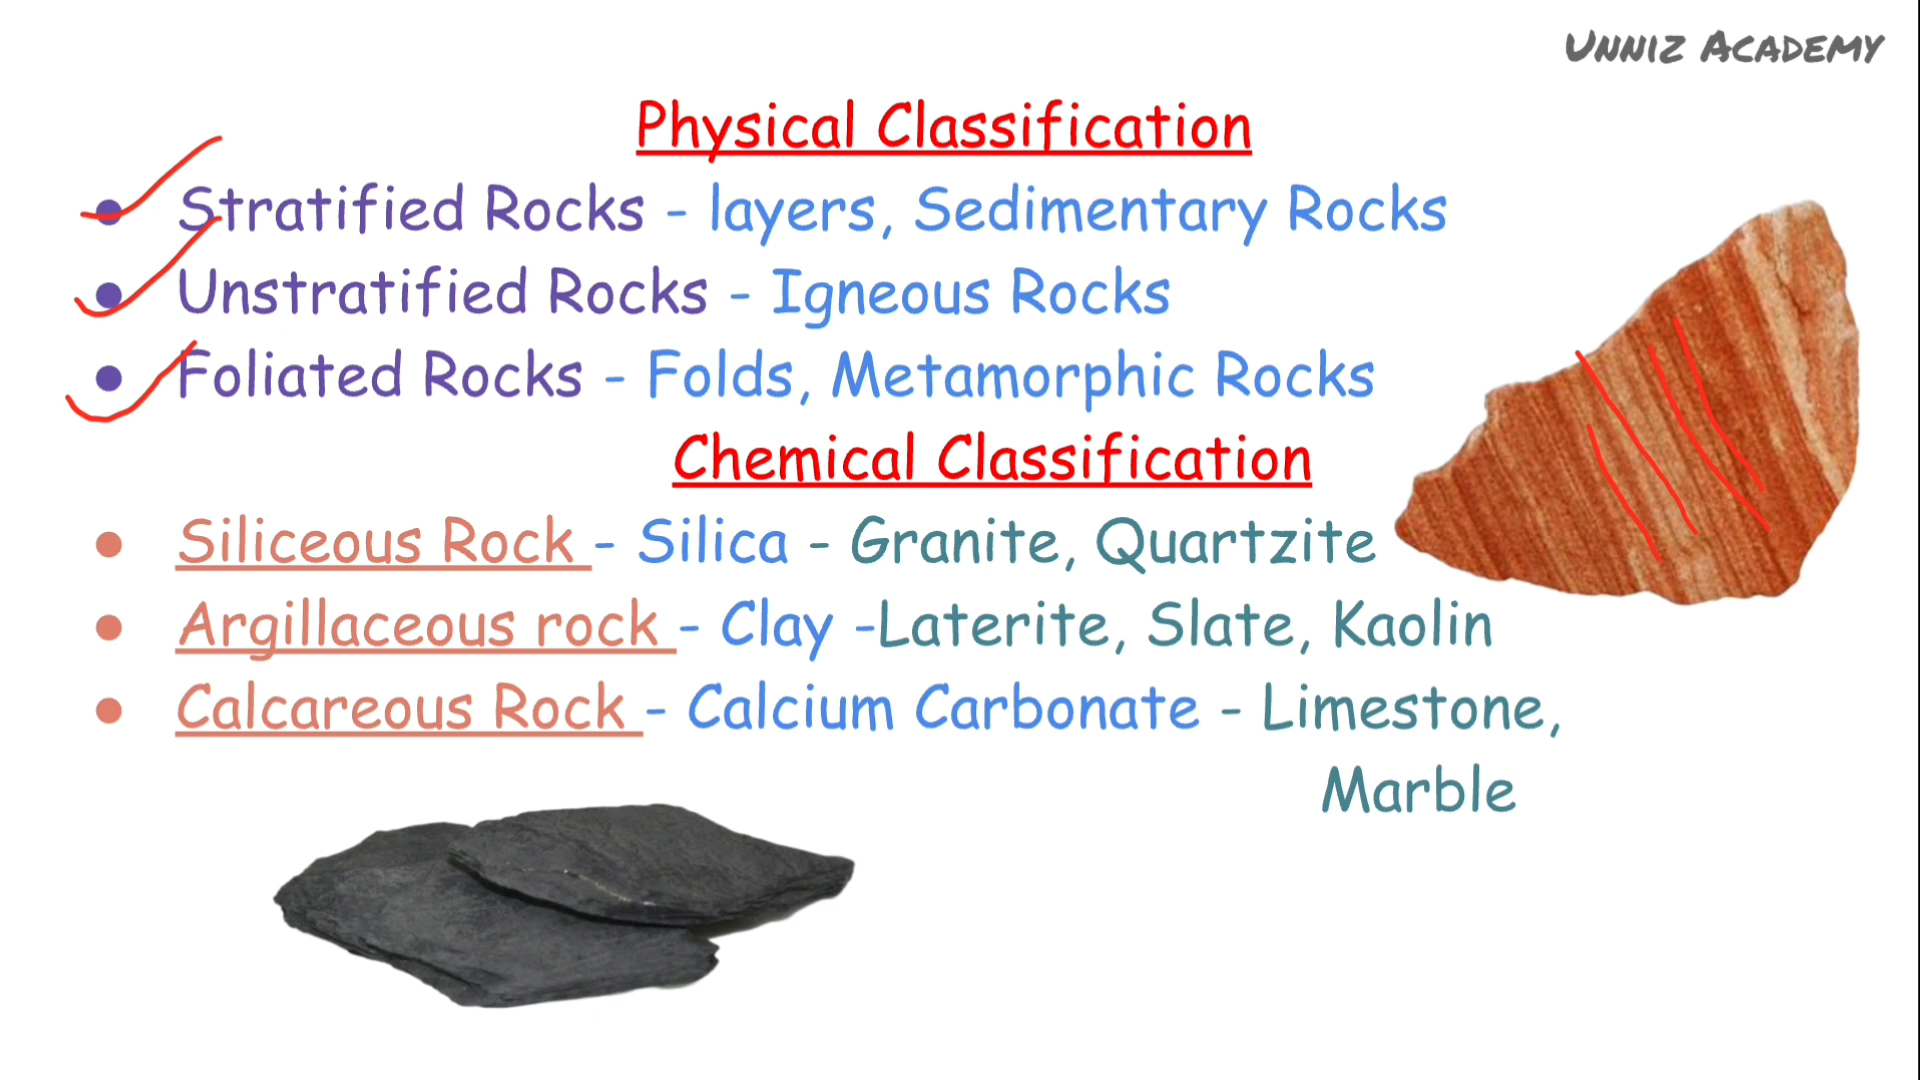 Unniz Academy
Physical Classification
● Stratified Rocks - layers, Sedimentary Rocks
● Unstratified Rocks - Igneous Rocks
● Foliated Rocks - Folds, Metamorphic Rocks
Chemical Classification
● Siliceous Rock - Silica - Granite, Quartzite
● Argillaceous rock - Clay -Laterite, Slate, Kaolin
● Calcareous Rock - Calcium Carbonate - Limestone,
Marble